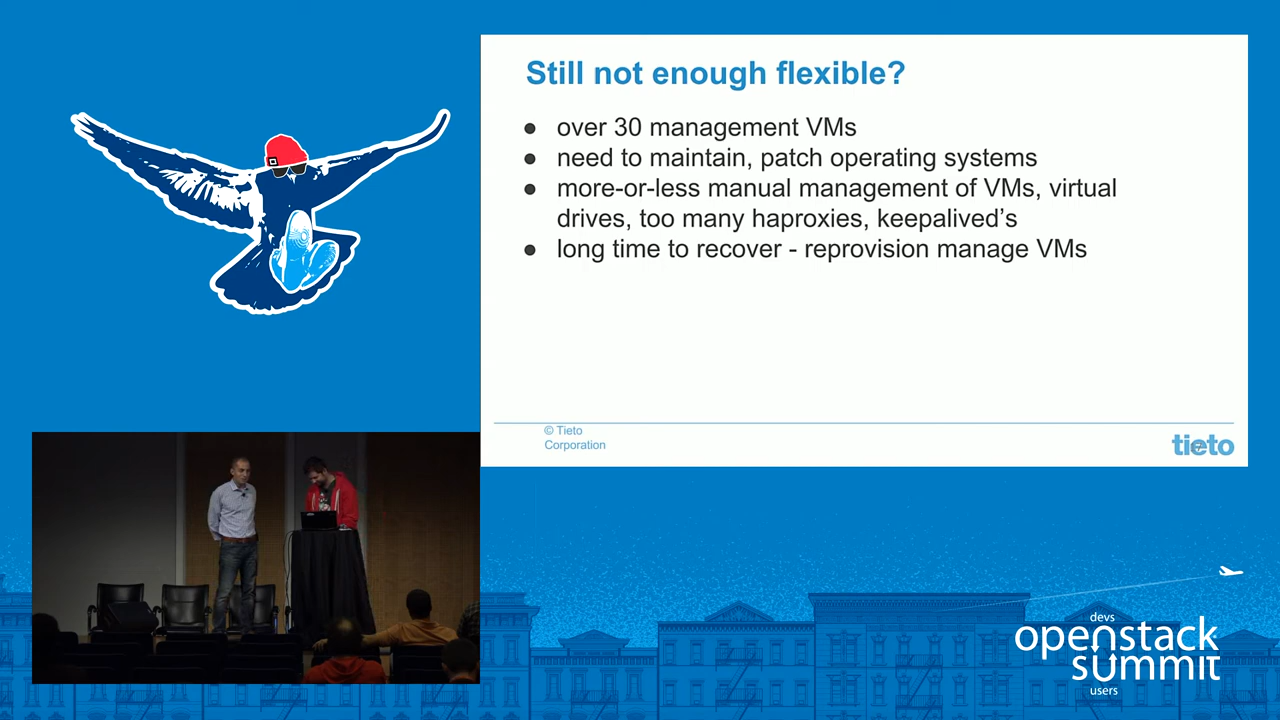 Still not enough flexible?
● over 30 management VMs
● need to maintain, patch operating systems
● more-or-less manual management of VMs, virtual
drives, too many haproxies, keepalived’s
● long time to recover - reprovision manage VMs
© Tieto
Corporation
tieto
devs
openstack
summit
users